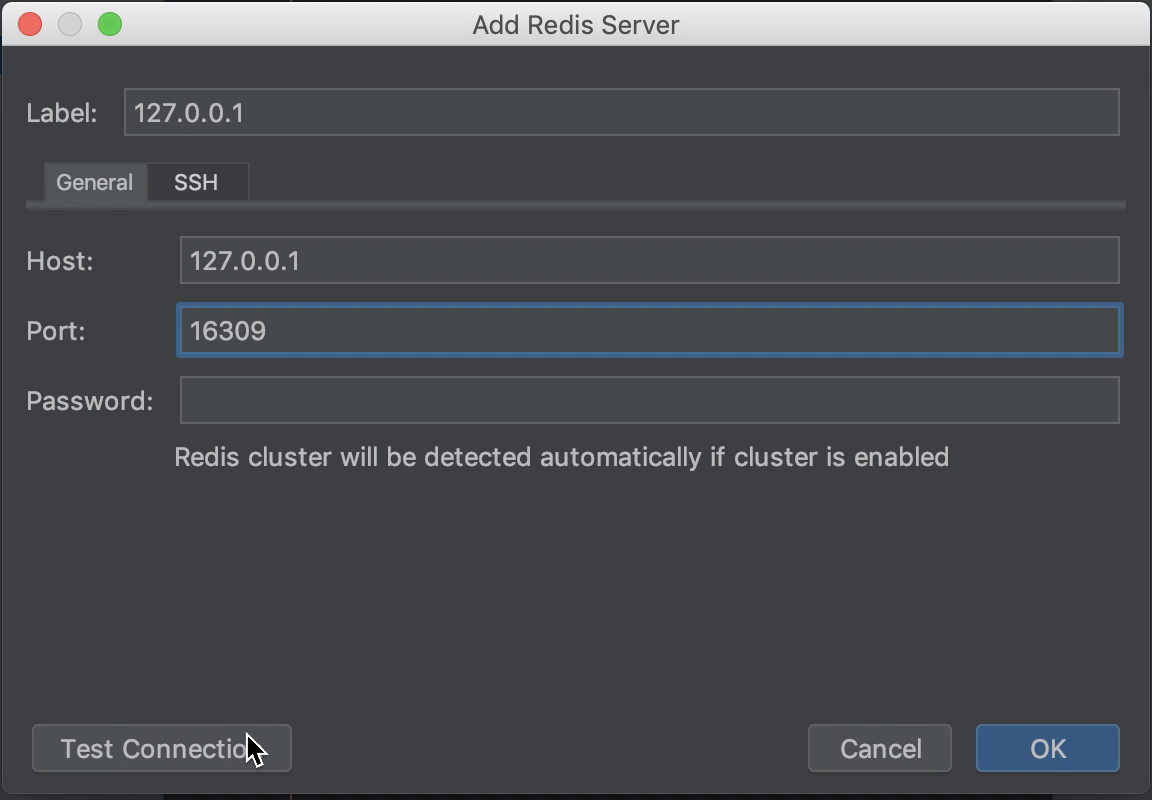 Add Redis Server
Label: 127.0.0.1
General SSH
Host: 127.0.0.1
Port: 16309
Password:
Redis cluster will be detected automatically if cluster is enabled
Test Connectio Cancel OK